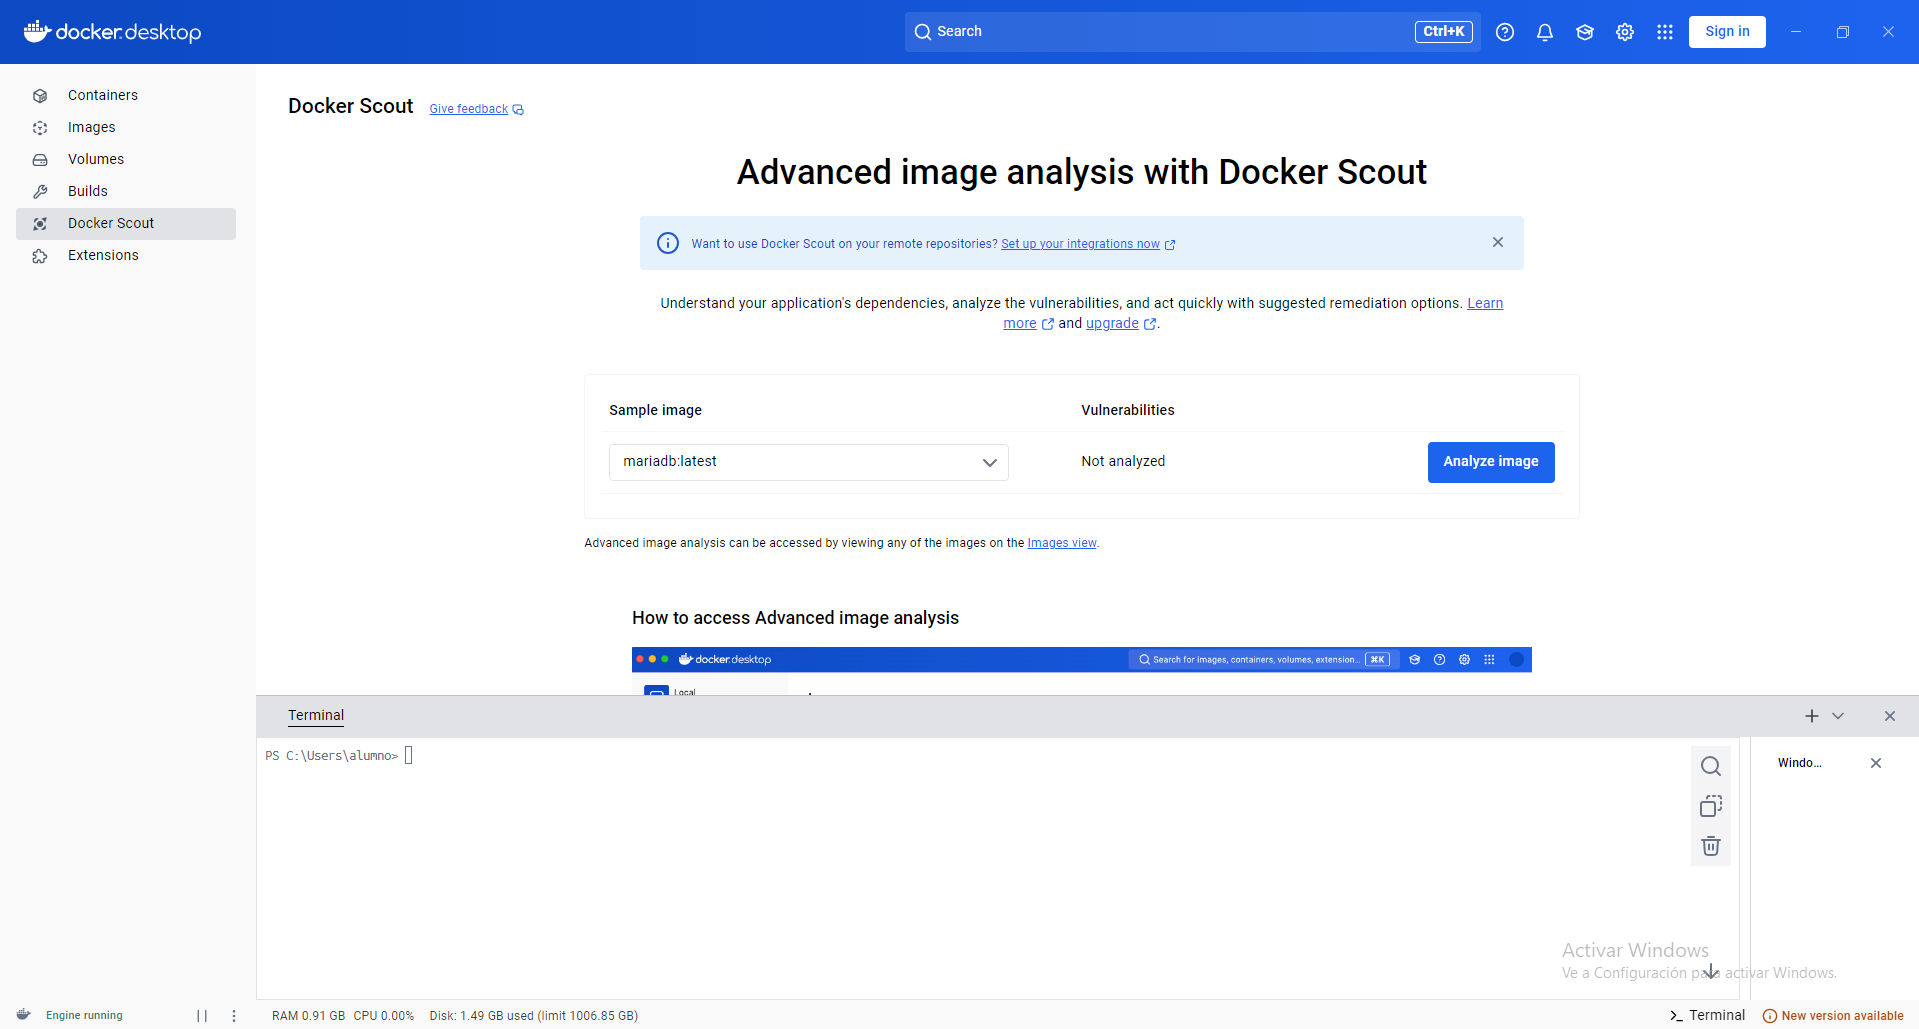 docker.desktop
Search
Ctrl+K
Sign in
Containers
Images
Volumes
Builds
Docker Scout
Extensions
Docker Scout
Give feedback
Advanced image analysis with Docker Scout
Want to use Docker Scout on your remote repositories? Set up your integrations now
Understand your application's dependencies, analyze the vulnerabilities, and act quickly with suggested remediation options. Learn
more and upgrade .
Sample image
Vulnerabilities
mariadb:latest
Not analyzed
Analyze image
Advanced image analysis can be accessed by viewing any of the images on the Images view.
How to access Advanced image analysis
docker.desktop
Search for images, containers, volumes, extension...
⌘K
Local
Terminal
PS C:\Users\alumno>
Windo...
Activar Windows
Ve a Configuración para activar Windows.
Engine running
RAM 0.91 GB CPU 0.00% Disk: 1.49 GB used (limit 1006.85 GB)
Terminal
New version available